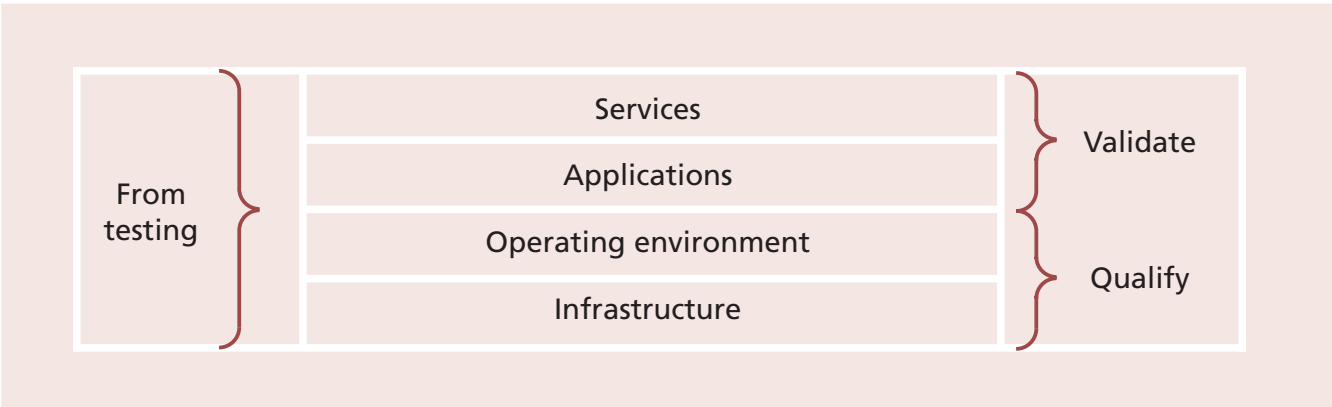 From
testing
Services
Applications
Operating environment
Infrastructure
Validate
Qualify